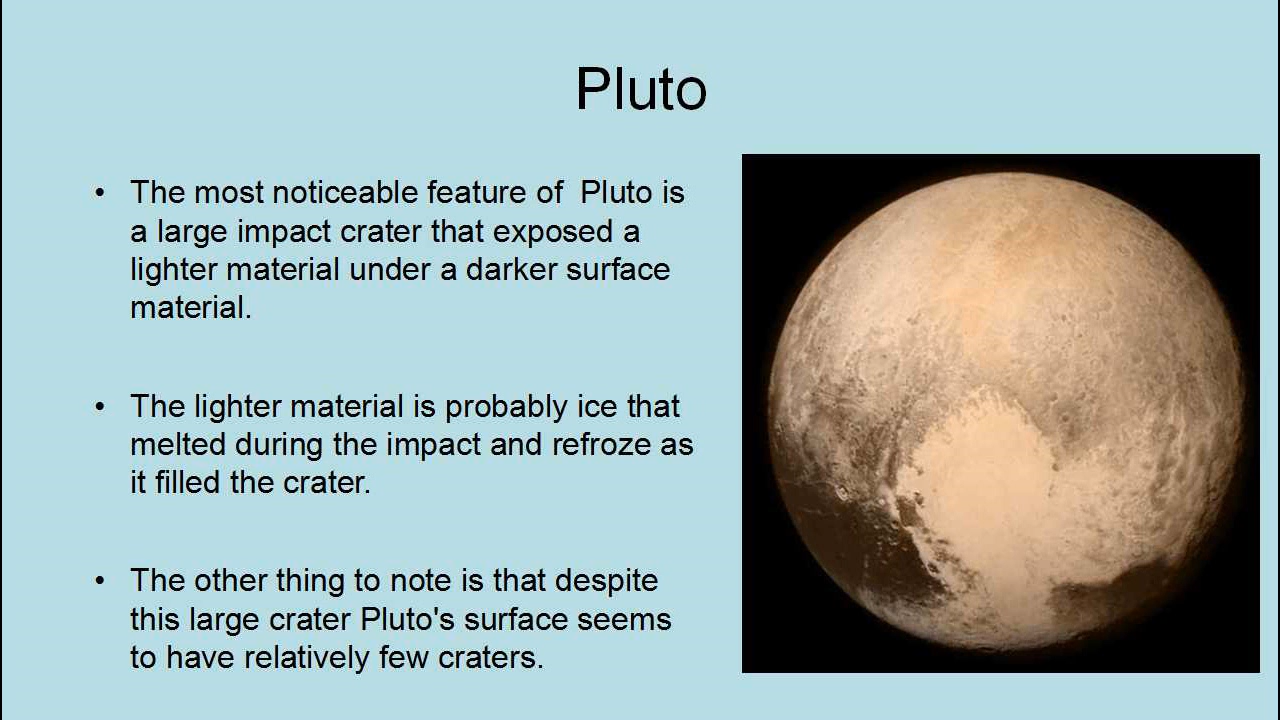 Pluto
• The most noticeable feature of  Pluto is
a large impact crater that exposed a
lighter material under a darker surface
material.
• The lighter material is probably ice that
melted during the impact and refroze as
it filled the crater.
• The other thing to note is that despite
this large crater Pluto's surface seems
to have relatively few craters.